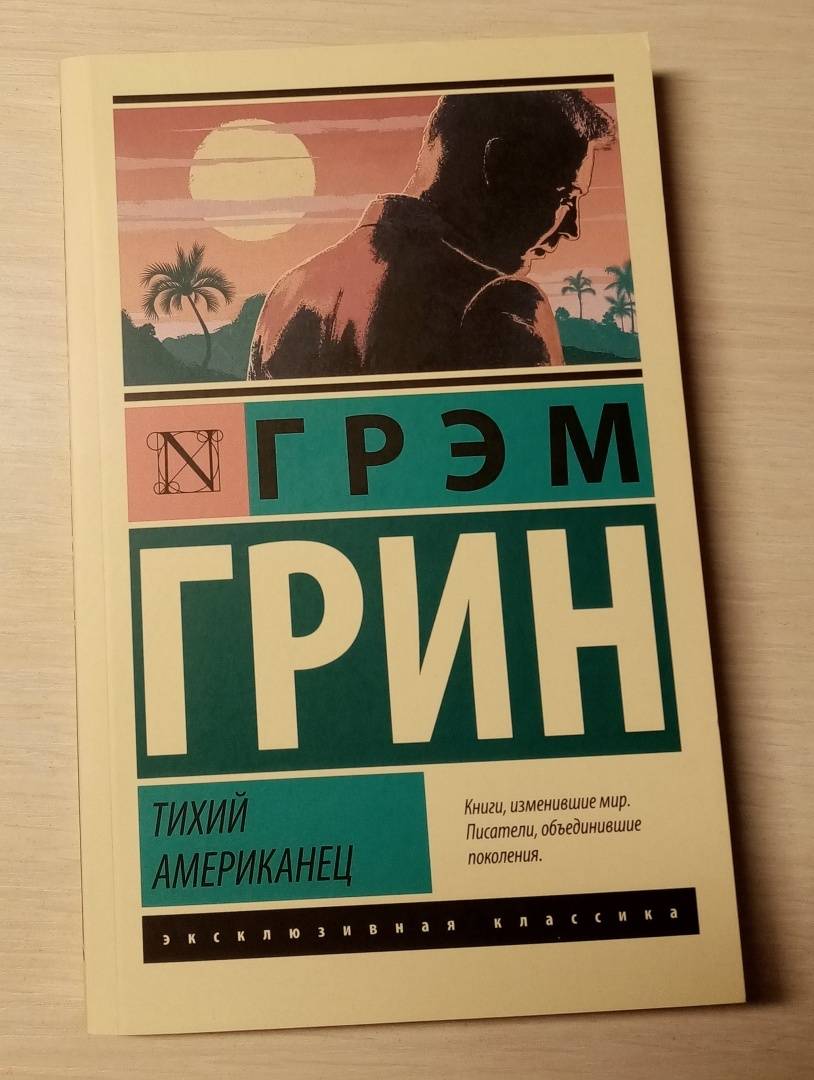 N ГРЭМ
ГРИН
ТИХИЙ
АМЕРИКАНЕЦ
Книги, изменившие мир.
Писатели, объединившие
поколения.
эксклюзивная классика